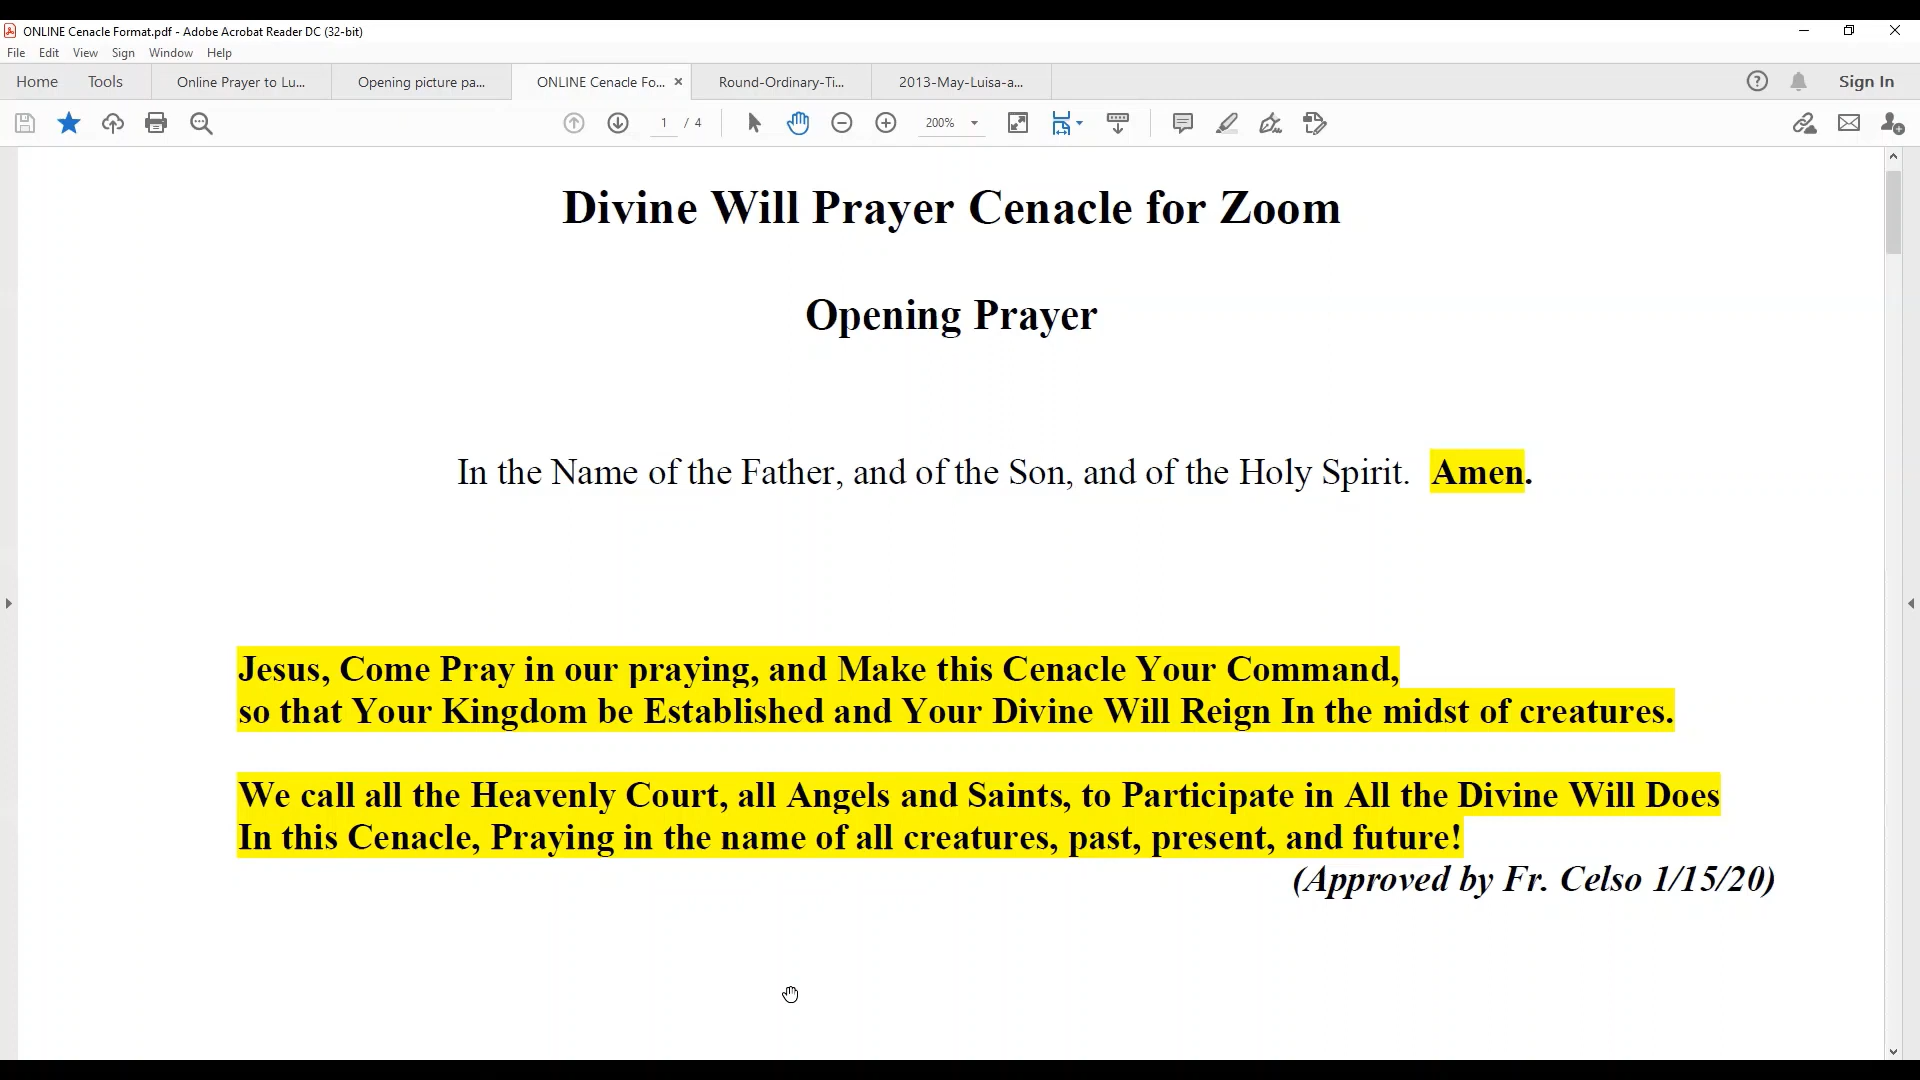 ONLINE Cenacle Format.pdf - Adobe Acrobat Reader DC (32-bit)
File Edit View Sign Window Help
Home Tools Online Prayer to Lu... Opening picture pa... ONLINE Cenacle Fo... × Round-Ordinary-Ti... 2013-May-Luisa-a... Sign In
1 / 4 200%
Divine Will Prayer Cenacle for Zoom
Opening Prayer
In the Name of the Father, and of the Son, and of the Holy Spirit. Amen.
Jesus, Come Pray in our praying, and Make this Cenacle Your Command,
so that Your Kingdom be Established and Your Divine Will Reign In the midst of creatures.
We call all the Heavenly Court, all Angels and Saints, to Participate in All the Divine Will Does
In this Cenacle, Praying in the name of all creatures, past, present, and future!
(Approved by Fr. Celso 1/15/20)